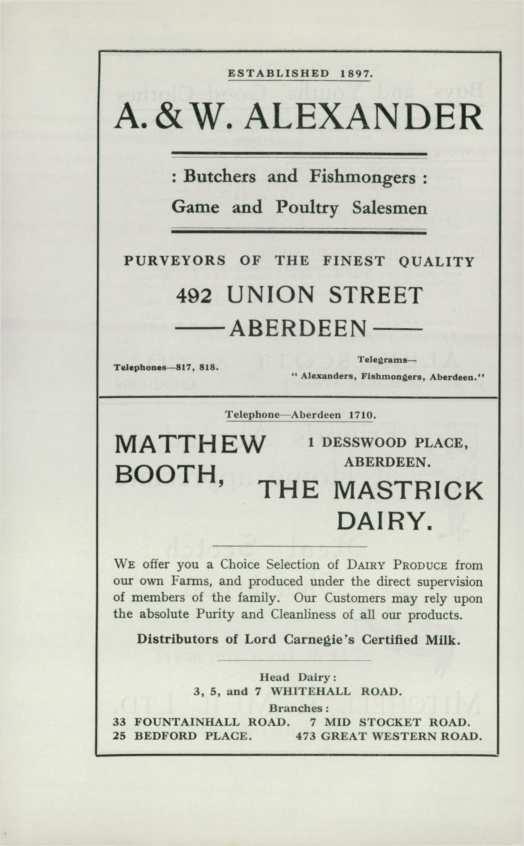 ESTABLISHED 1897.
A. & W. ALEXANDER
: Butchers and Fishmongers :
Game and Poultry Salesmen
PURVEYORS OF THE FINEST QUALITY
492 UNION STREET
ABERDEEN
Telephones—817, 818.
Telegrams—
" Alexanders, Fishmongers, Aberdeen."
Telephone—Aberdeen 1710.
MATTHEW
BOOTH,
1 DESSWOOD PLACE,
ABERDEEN.
THE MASTRICK
DAIRY.
WE offer you a Choice Selection of DAIRY PRODUCE from
our own Farms, and produced under the direct supervision
of members of the family. Our Customers may rely upon
the absolute Purity and Cleanliness of all our products.
Distributors of Lord Carnegie's Certified Milk.
Head Dairy:
3, 5, and 7 WHITEHALL ROAD.
Branches:
33 FOUNTAINHALL ROAD. 7 MID STOCKET ROAD.
25 BEDFORD PLACE. 473 GREAT WESTERN ROAD.